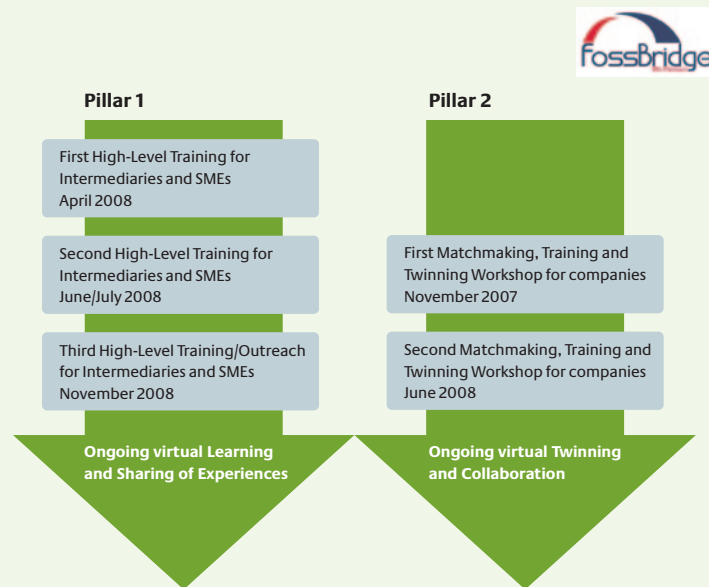 FossBridge
Pillar 1
First High-Level Training for
Intermediaries and SMEs
April 2008
Second High-Level Training for
Intermediaries and SMEs
June/July 2008
Third High-Level Training/Outreach
for Intermediaries and SMEs
November 2008
Ongoing virtual Learning
and Sharing of Experiences
Pillar 2
First Matchmaking, Training and
Twinning Workshop for companies
November 2007
Second Matchmaking, Training and
Twinning Workshop for companies
June 2008
Ongoing virtual Twinning
and Collaboration